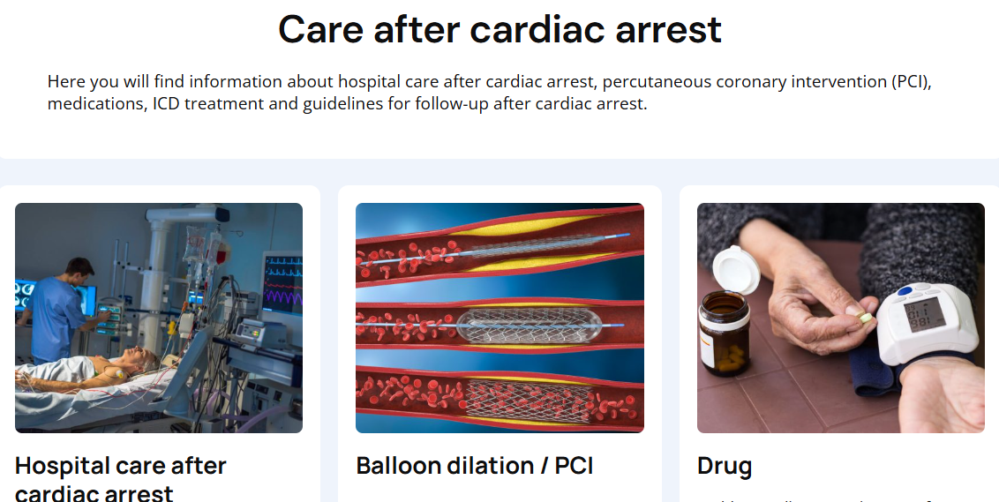 Care after cardiac arrest
Here you will find information about hospital care after cardiac arrest, percutaneous coronary intervention (PCI),
medications, ICD treatment and guidelines for follow-up after cardiac arrest.
Hospital care after
cardiac arrest
Balloon dilation / PCI
Drug